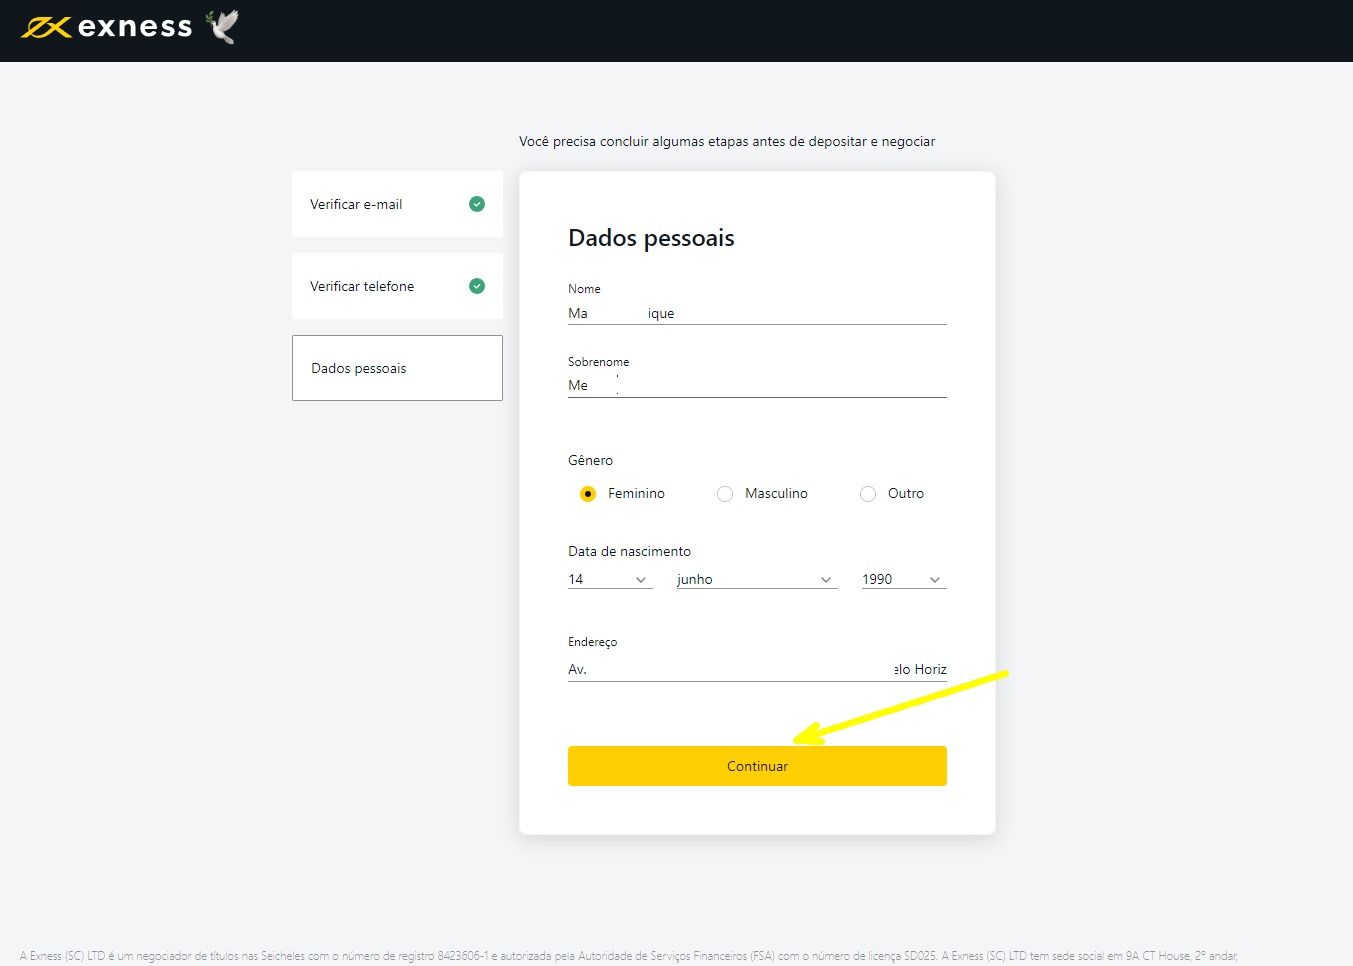 exness
Você precisa concluir algumas etapas antes de depositar e negociar
Verificar e-mail
Verificar telefone
Dados pessoais
Dados pessoais
Nome
Ma ique
Sobrenome
Me
Gênero
Feminino Masculino Outro
Data de nascimento
14 junho 1990
Endereço
Av. elo Horiz
Continuar
A Exness (SC) LTD é um negociador de títulos nas Seicheles com o número de registro 8423606-1 e autorizada pela Autoridade de Serviços Financeiros (FSA) com o número de licença SD025. A Exness (SC) LTD tem sede social em 9A CT House, 2º andar,